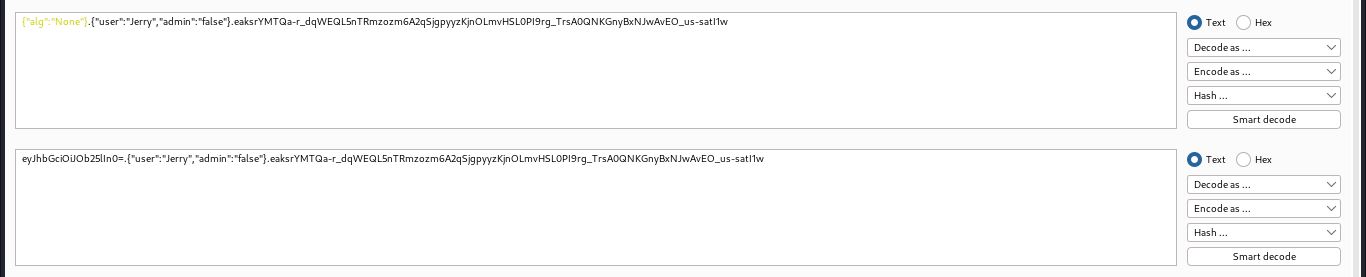 {"alg":"None"}.{"user":"Jerry","admin":"false"}.eaksrYMTQa-r_dqWEQL5nTRmzozm6A2qSjgpyyzKjnOLmvHSL0PI9rg_TrsA0QNKGnyBxNJwAvEO_us-satI1w
Text Hex
Decode as ...
Encode as ...
Hash ...
Smart decode
eyJhbGciOiJOb25lIn0=.{"user":"Jerry","admin":"false"}.eaksrYMTQa-r_dqWEQL5nTRmzozm6A2qSjgpyyzKjnOLmvHSL0PI9rg_TrsA0QNKGnyBxNJwAvEO_us-satI1w
Text Hex
Decode as ...
Encode as ...
Hash ...
Smart decode